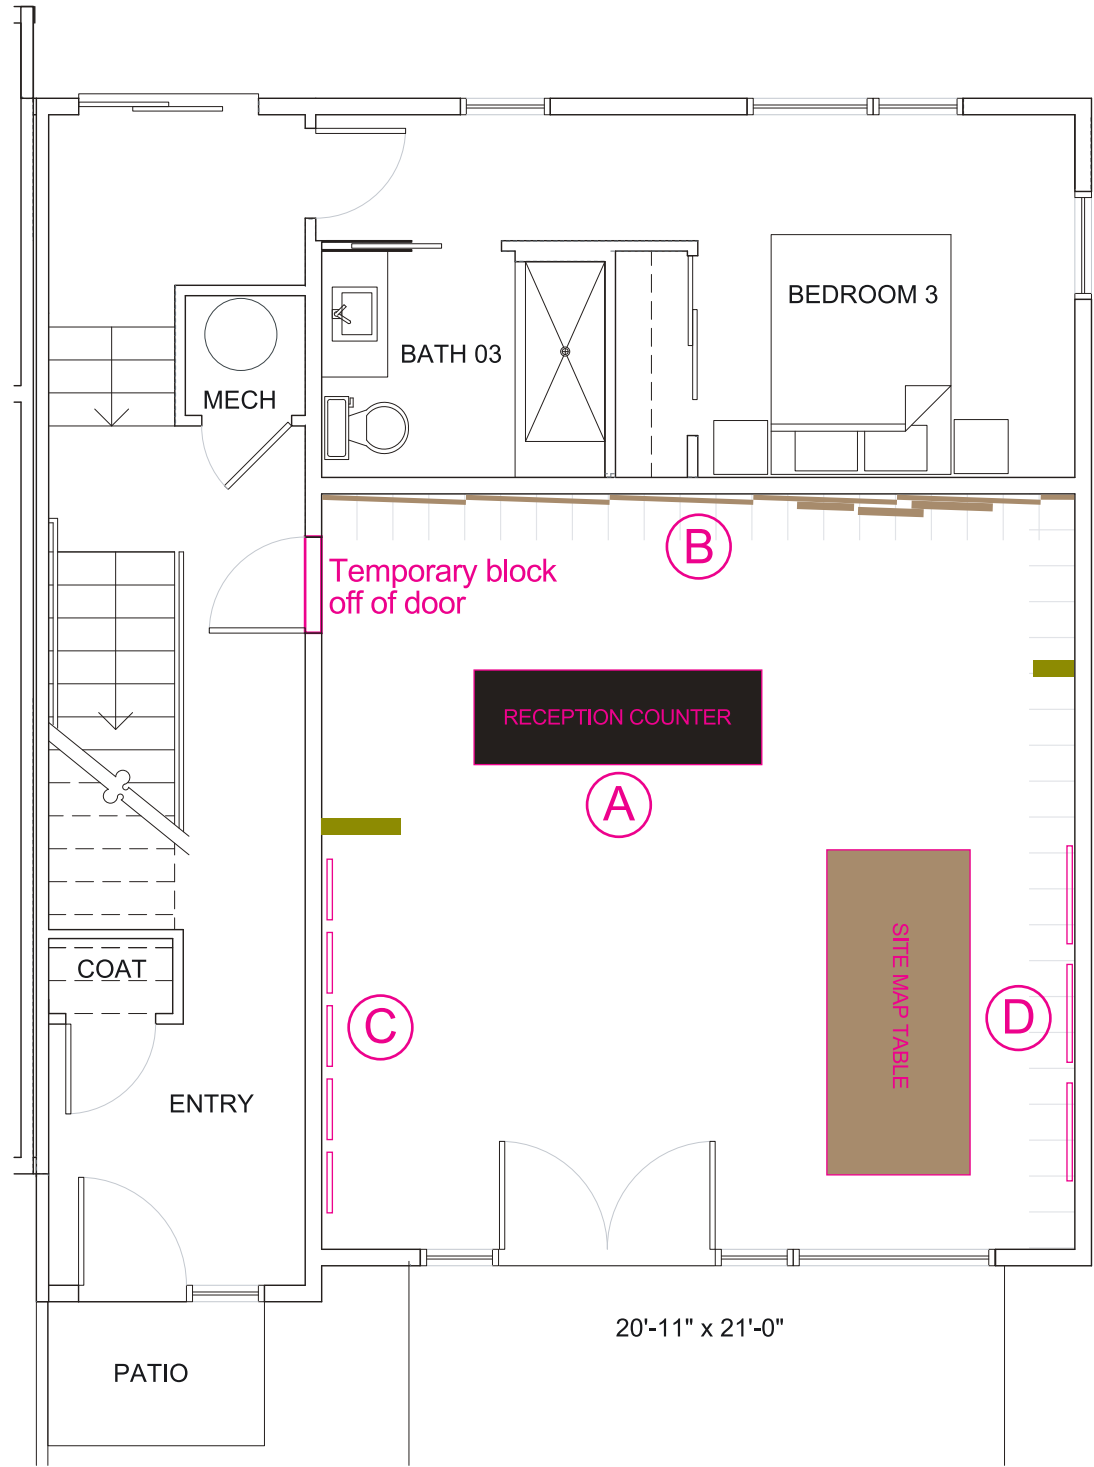 BEDROOM 3
BATH 03
MECH
B
Temporary block
off of door
RECEPTION COUNTER
A
SITE MAP TABLE
COAT
C
D
ENTRY
20'-11" x 21'-0"
PATIO